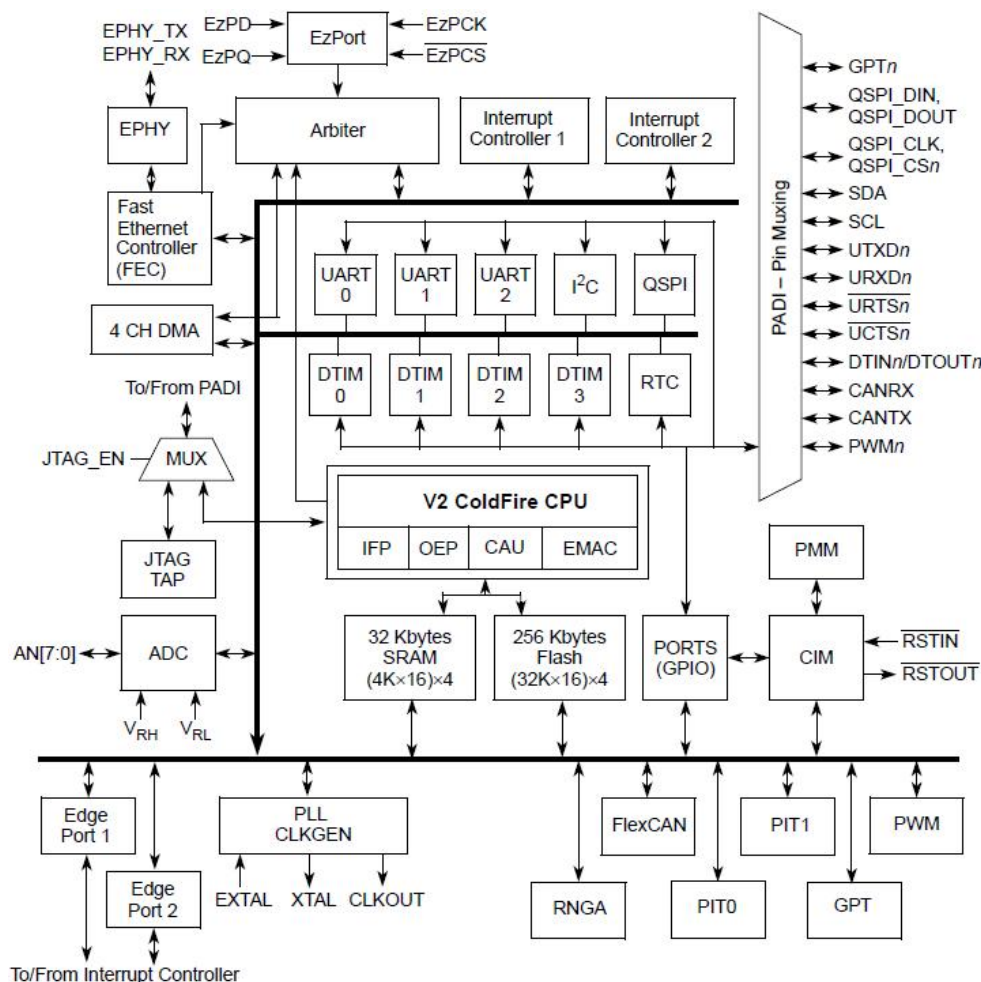 EPHY_TX
EPHY_RX
EzPD
EzPQ
EzPort
EzPCK
EzPCS
EPHY
Arbiter
Interrupt
Controller 1
Interrupt
Controller 2
Fast
Ethernet
Controller
(FEC)
4 CH DMA
UART
0
UART
1
UART
2
I²C
QSPI
DTIM
0
DTIM
1
DTIM
2
DTIM
3
RTC
PADI – Pin Muxing
GPTn
QSPI_DIN,
QSPI_DOUT
QSPI_CLK,
QSPI_CSn
SDA
SCL
UTXDn
URXDn
URTSn
UCTSn
DTINn/DTOUTn
CANRX
CANTX
PWMn
To/From PADI
JTAG_EN
MUX
JTAG
TAP
V2 ColdFire CPU
IFP
OEP
CAU
EMAC
PMM
AN[7:0]
ADC
VRH
VRL
32 Kbytes
SRAM
(4K×16)×4
256 Kbytes
Flash
(32K×16)×4
PORTS
(GPIO)
CIM
RSTIN
RSTOUT
Edge
Port 1
Edge
Port 2
PLL
CLKGEN
EXTAL
XTAL
CLKOUT
FlexCAN
PIT1
PWM
RNGA
PIT0
GPT
To/From Interrupt Controller